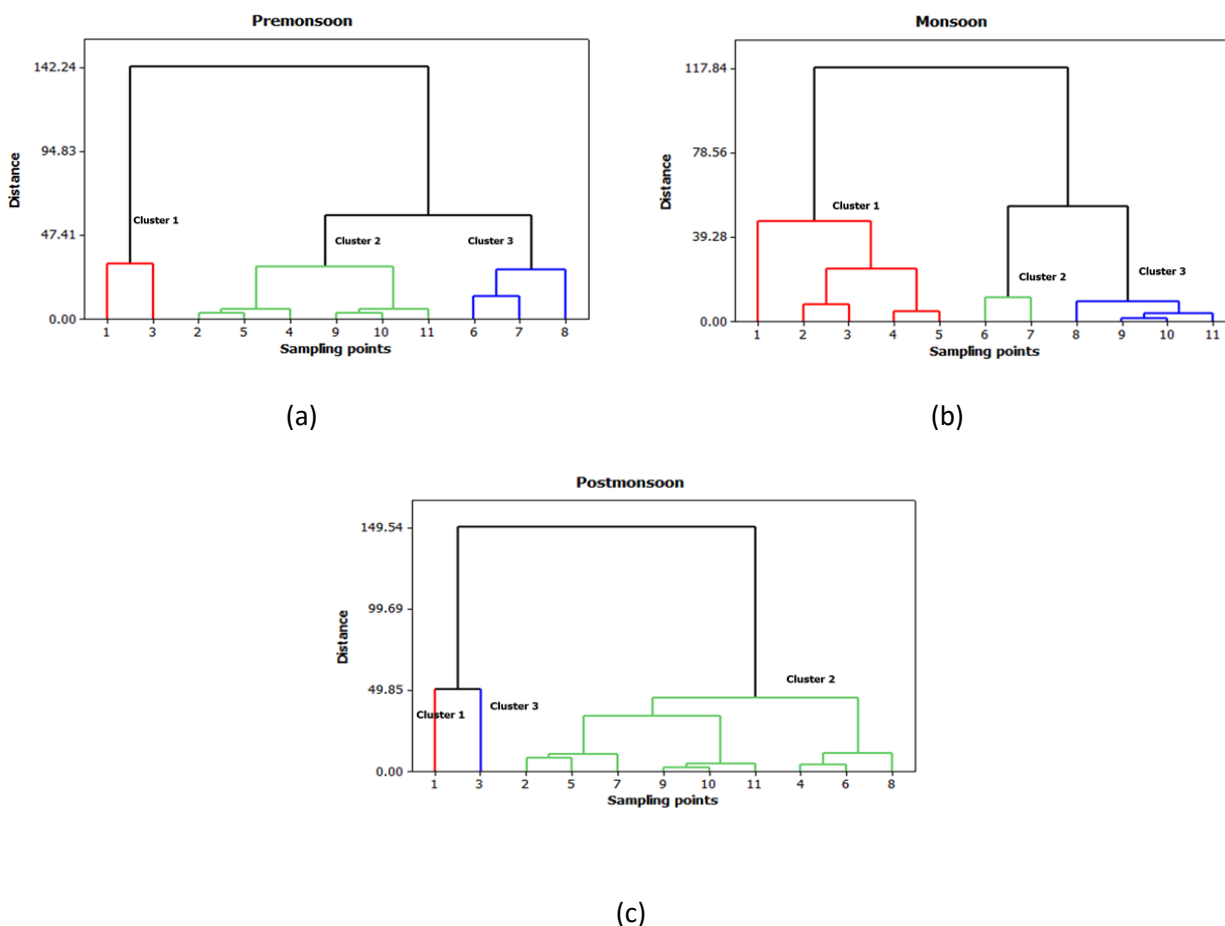 Premonsoon
142.24
94.83
47.41
0.00
Distance
Cluster 1
Cluster 2
Cluster 3
1 3 2 5 4 9 10 11 6 7 8
Sampling points
(a)
Monsoon
117.84
78.56
39.28
0.00
Distance
Cluster 1
Cluster 2
Cluster 3
1 2 3 4 5 6 7 8 9 10 11
Sampling points
(b)
Postmonsoon
149.54
99.69
49.85
0.00
Distance
Cluster 1
Cluster 3
Cluster 2
1 3 2 5 7 9 10 11 4 6 8
Sampling points
(c)